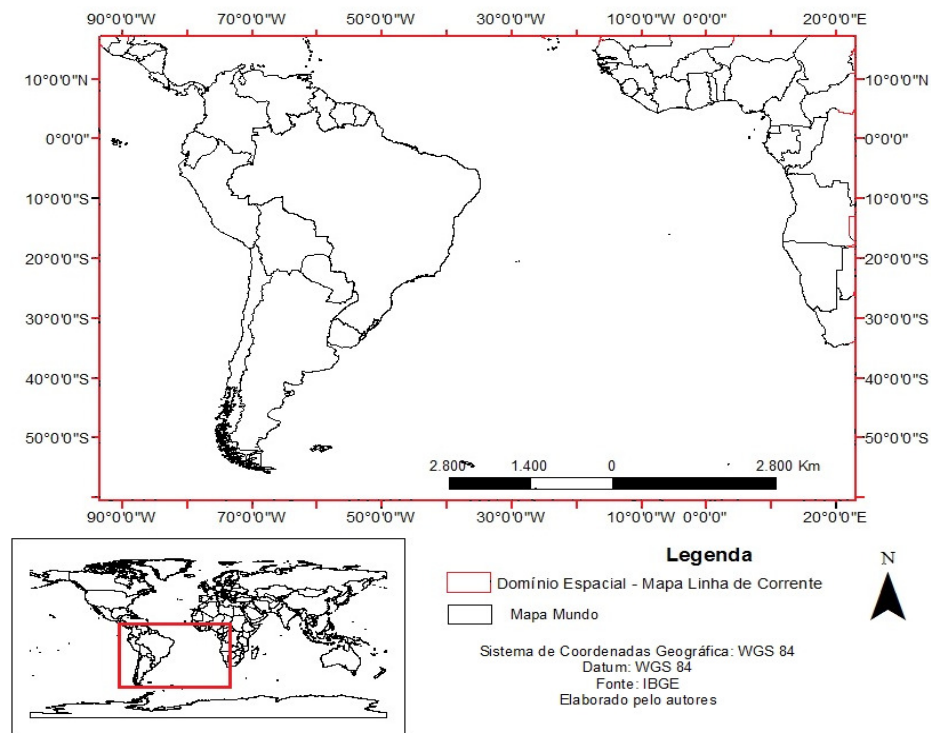 90°0'0"W 70°0'0"W 50°0'0"W 30°0'0"W 10°0'0"W 0°0'0" 20°0'0"E
10°0'0"N 10°0'0"N
0°0'0" 0°0'0"
10°0'0"S 10°0'0"S
20°0'0"S 20°0'0"S
30°0'0"S 30°0'0"S
40°0'0"S 40°0'0"S
50°0'0"S 50°0'0"S
2.800 1.400 0 2.800 Km
90°0'0"W 70°0'0"W 50°0'0"W 30°0'0"W 10°0'0"W 0°0'0" 20°0'0"E
Legenda
N
Domínio Espacial - Mapa Linha de Corrente
Mapa Mundo
Sistema de Coordenadas Geográfica: WGS 84
Datum: WGS 84
Fonte: IBGE
Elaborado pelo autores